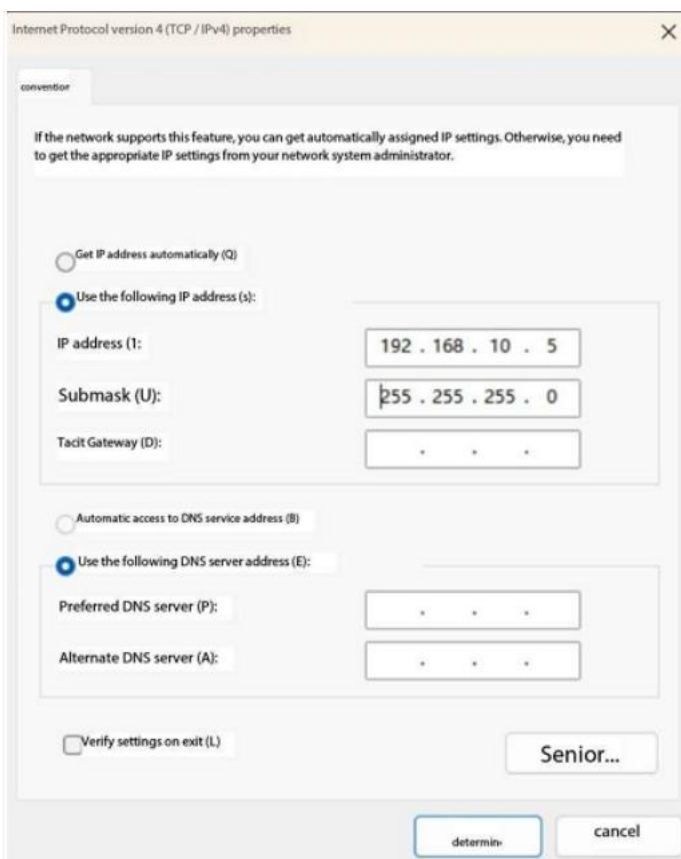 Internet Protocol version 4 (TCP / IPv4) properties
convention
If the network supports this feature, you can get automatically assigned IP settings. Otherwise, you need
to get the appropriate IP settings from your network system administrator.
Get IP address automatically (Q)
Use the following IP address (s):
IP address (1: 192 . 168 . 10 . 5
Submask (U): 255 . 255 . 255 . 0
Tacit Gateway (D): . . .
Automatic access to DNS service address (B)
Use the following DNS server address (E):
Preferred DNS server (P): . . .
Alternate DNS server (A): . . .
Verify settings on exit (L)
Senior...
determin
cancel